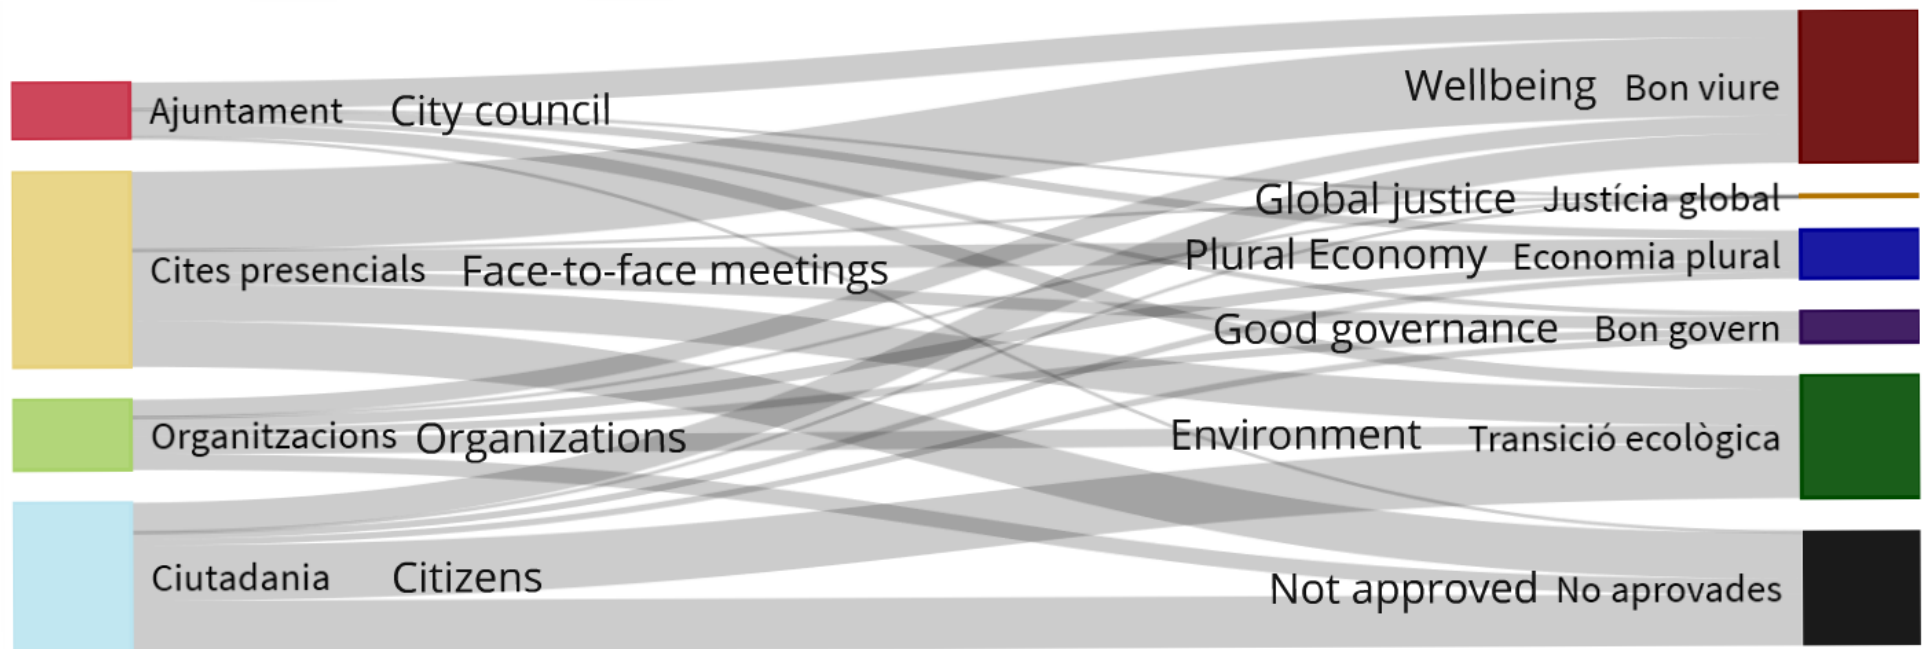 Ajuntament City council
Cites presencials Face-to-face meetings
Organitzacions Organizations
Ciutadania Citizens
Wellbeing Bon viure
Global justice Justícia global
Plural Economy Economia plural
Good governance Bon govern
Environment Transició ecològica
Not approved No aprovades